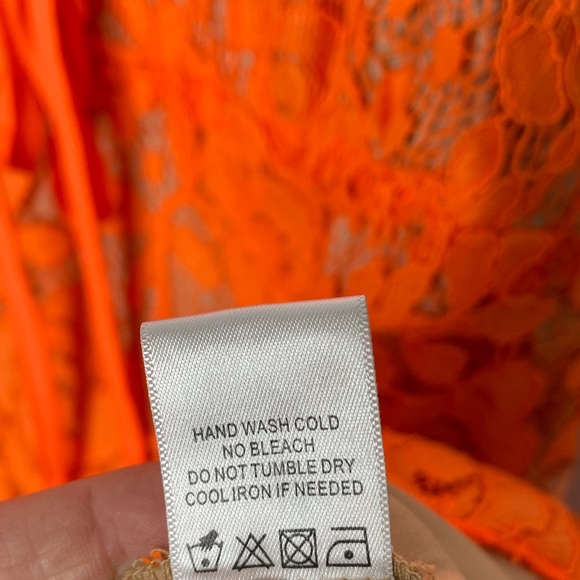 HAND WASH COLD
NO BLEACH
DO NOT TUMBLE DRY
COOL IRON IF NEEDED